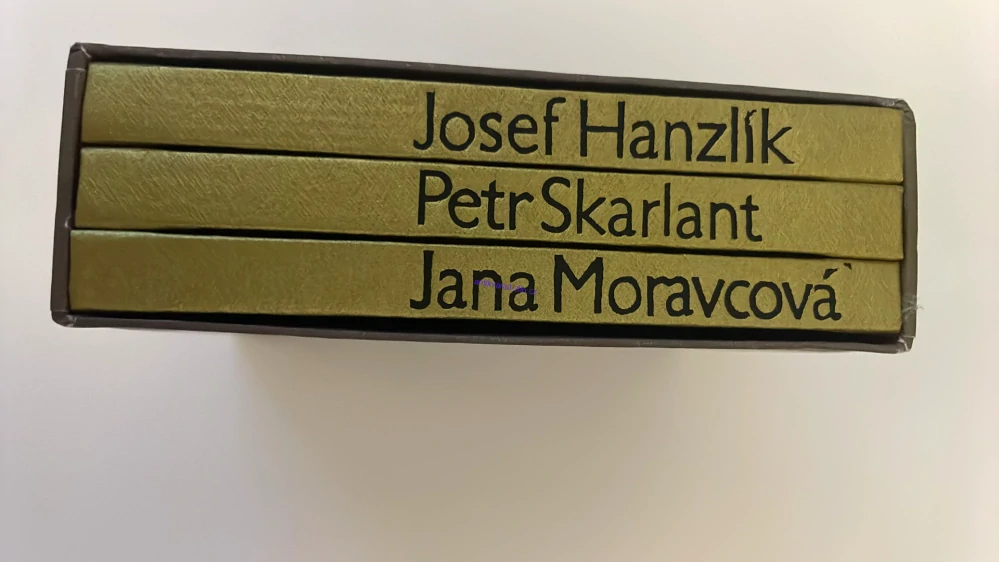 Josef Hanzlík
Petr Skarlant
Jana Moravcová